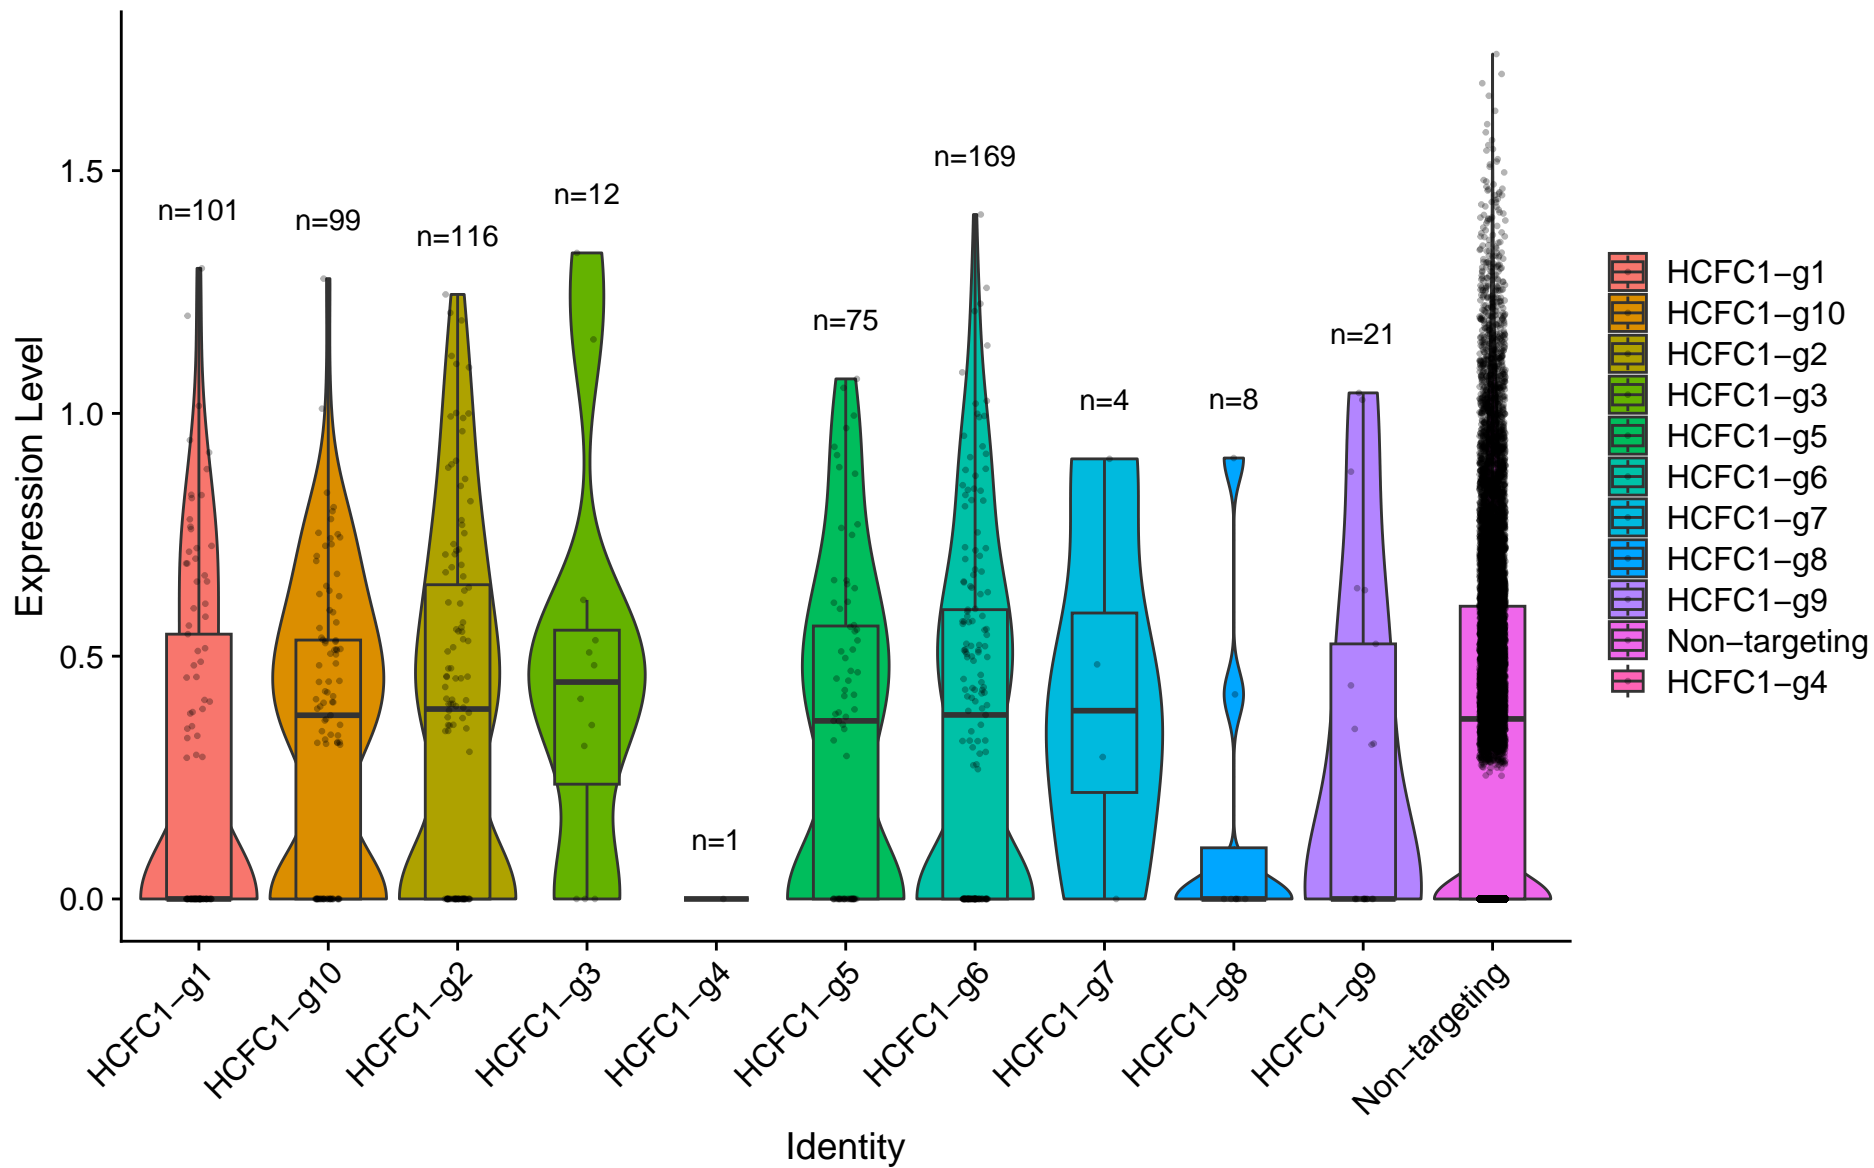 n=101
n=99
n=116
n=12
n=1
n=75
n=169
n=4
n=8
n=21
Expression Level
1.5
1.0
0.5
0.0
HCFC1−g1
HCFC1−g10
HCFC1−g2
HCFC1−g3
HCFC1−g4
HCFC1−g5
HCFC1−g6
HCFC1−g7
HCFC1−g8
HCFC1−g9
Non−targeting
Identity
HCFC1−g1
HCFC1−g10
HCFC1−g2
HCFC1−g3
HCFC1−g5
HCFC1−g6
HCFC1−g7
HCFC1−g8
HCFC1−g9
Non−targeting
HCFC1−g4